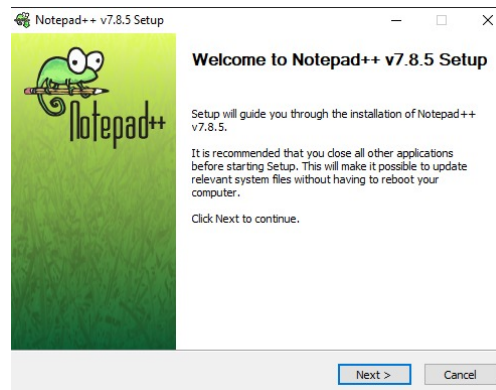 Notepad++ v7.8.5 Setup
Notepad++
Welcome to Notepad++ v7.8.5 Setup
Setup will guide you through the installation of Notepad++
v7.8.5.
It is recommended that you close all other applications
before starting Setup. This will make it possible to update
relevant system files without having to reboot your
computer.
Click Next to continue.
Next >
Cancel